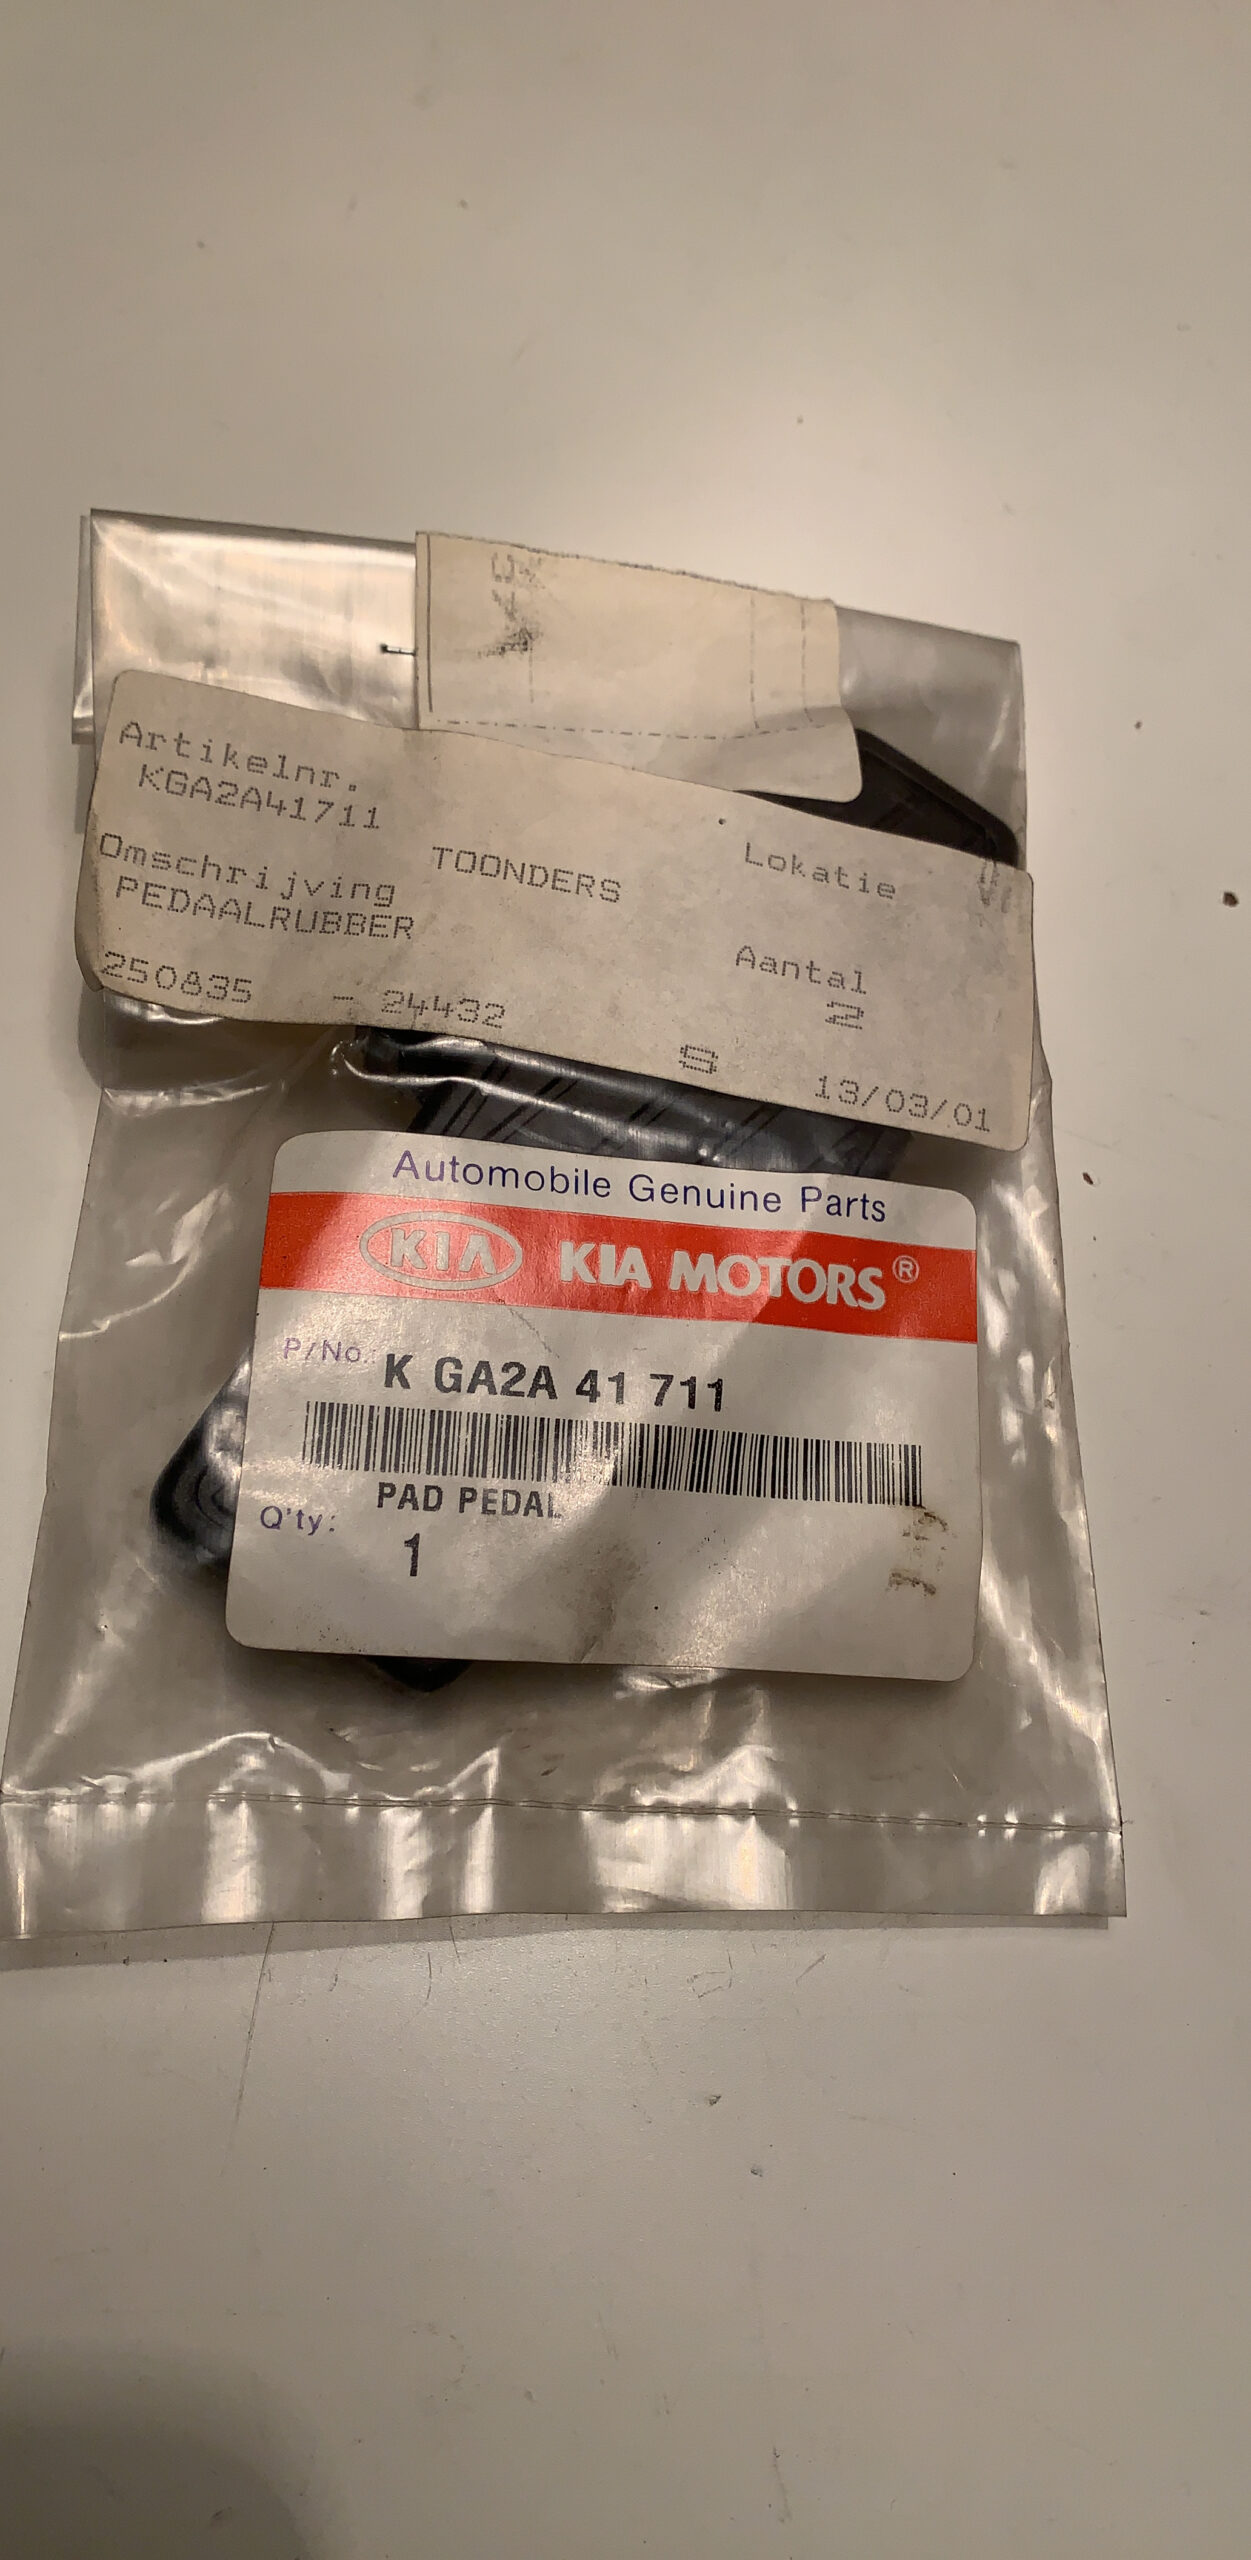 Artikelnr.
KGA2A41711
Omschrijving TOONDERS Lokatie
PEDAALRUBBER
Aantal
2
250835 - 24432
S 13/03/01
Automobile Genuine Parts
KIA KIA MOTORS®
P/No. K GA2A 41 711
PAD PEDAL
Q'ty: 1